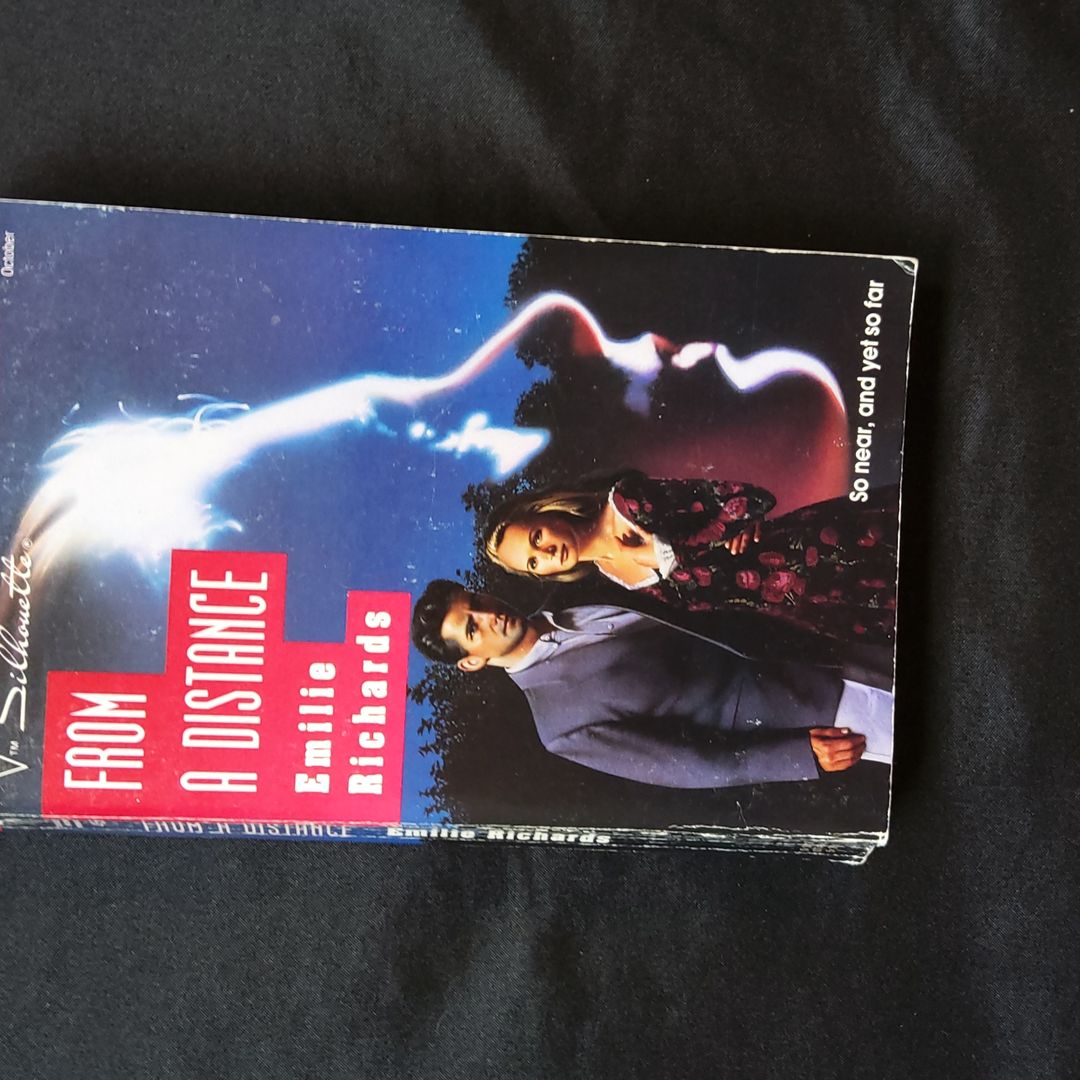 October
Silhouette®
FROM
A DISTANCE
Emilie
Richards
So near, and yet so far
FROM A DISTANCE Emilie Richards